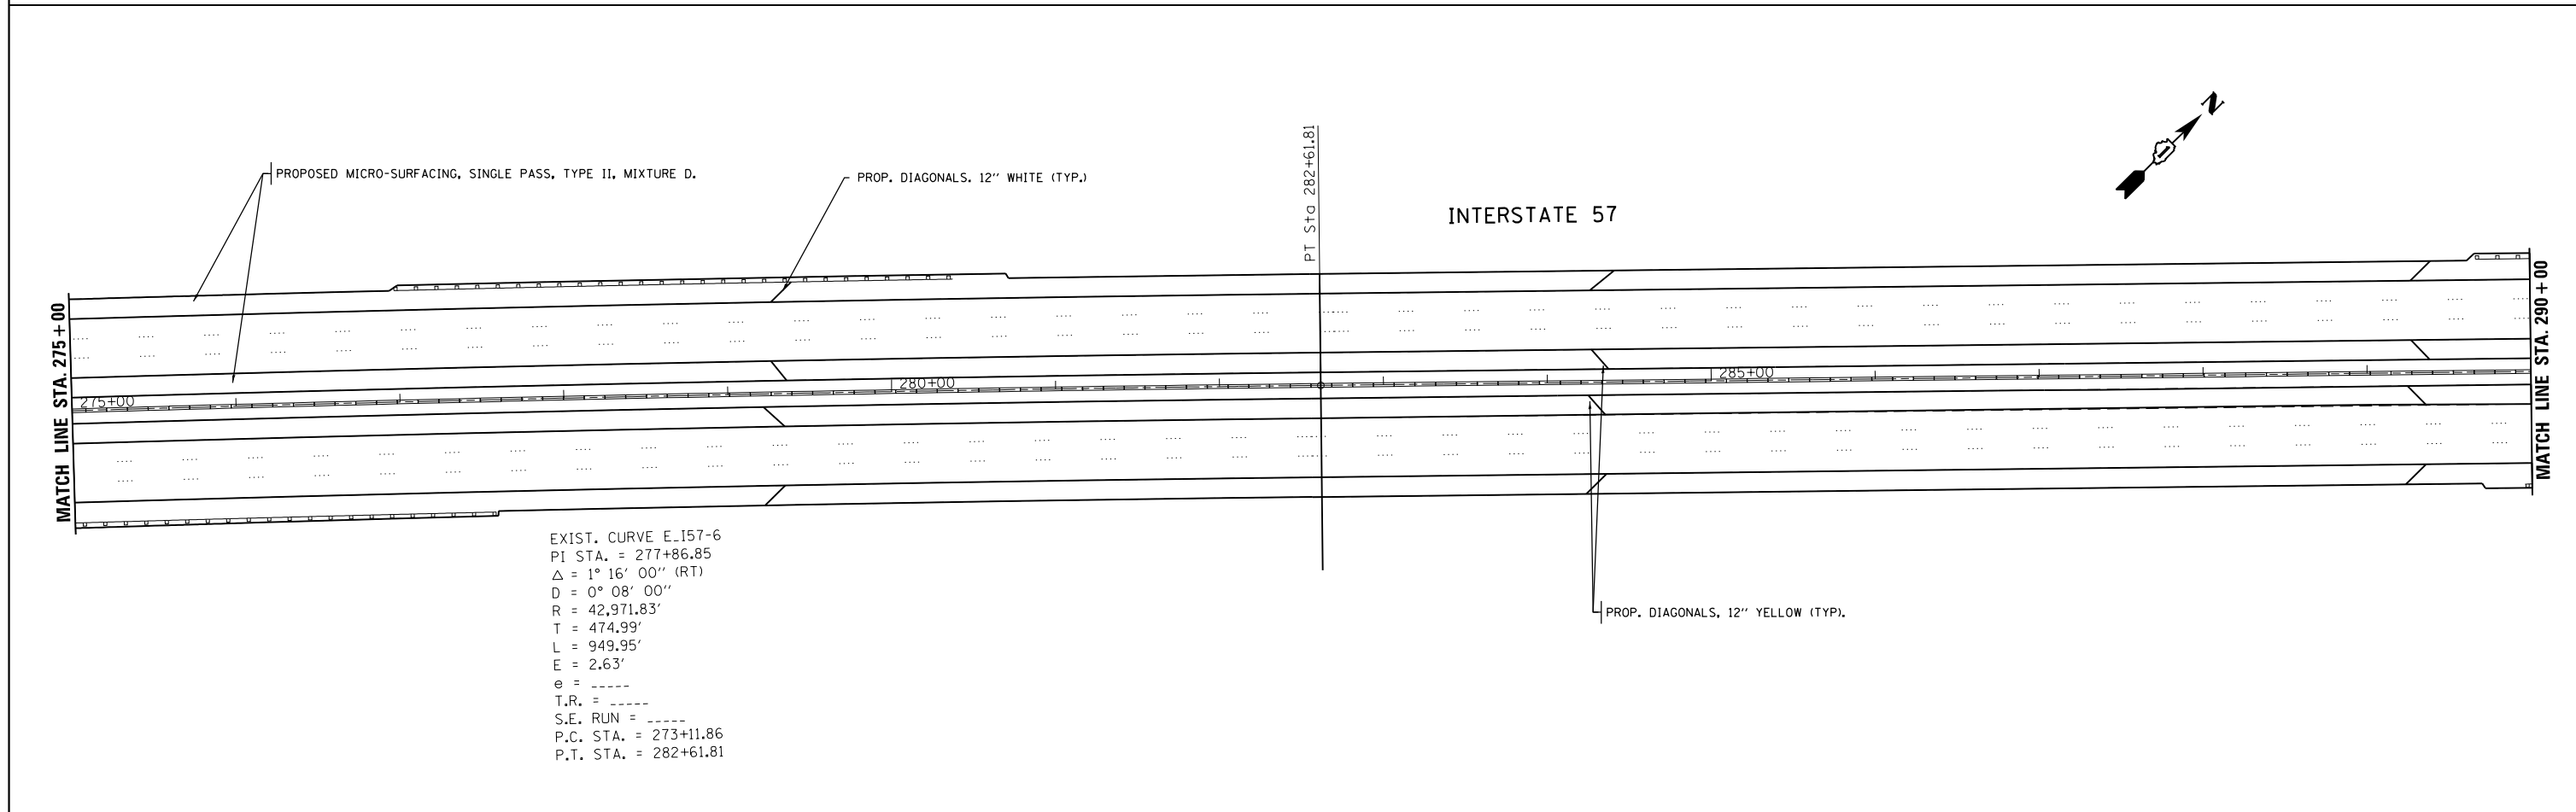 N
PROPOSED MICRO-SURFACING, SINGLE PASS, TYPE II, MIXTURE D.
PROP. DIAGONALS. 12'' WHITE (TYP.)
PT Sta 282+61.81
INTERSTATE 57
MATCH LINE STA. 275+00
275+00
280+00
285+00
MATCH LINE STA. 290+00
EXIST. CURVE E_I57-6
PI STA. = 277+86.85
△ = 1° 16' 00'' (RT)
D = 0° 08' 00''
R = 42,971.83'
T = 474.99'
L = 949.95'
E = 2.63'
e = _____
T.R. = _____
S.E. RUN = _____
P.C. STA. = 273+11.86
P.T. STA. = 282+61.81
PROP. DIAGONALS, 12'' YELLOW (TYP).